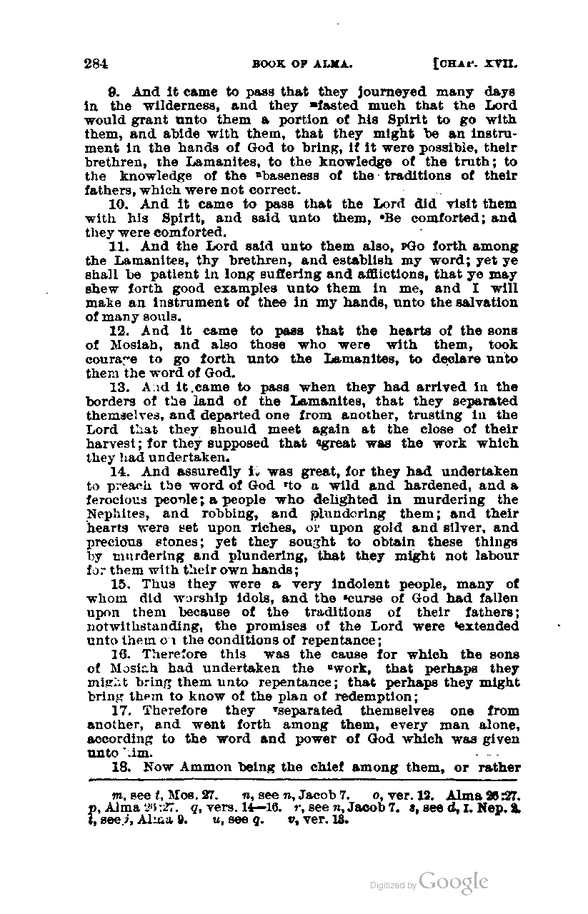 284 BOOK OF ALMA. [CHAP. XVII.
9. And it came to pass that they journeyed many days
in the wilderness, and they ᵐfasted much that the Lord
would grant unto them a portion of his Spirit to go with
them, and abide with them, that they might be an instru-
ment in the hands of God to bring, if it were possible, their
brethren, the Lamanites, to the knowledge of the truth; to
the knowledge of the ⁿbaseness of the traditions of their
fathers, which were not correct.
10. And it came to pass that the Lord did visit them
with his Spirit, and said unto them, ᵒBe comforted; and
they were comforted.
11. And the Lord said unto them also, ᵖGo forth among
the Lamanites, thy brethren, and establish my word; yet ye
shall be patient in long suffering and afflictions, that ye may
shew forth good examples unto them in me, and I will
make an instrument of thee in my hands, unto the salvation
of many souls.
12. And it came to pass that the hearts of the sons
of Mosiah, and also those who were with them, took
courage to go forth unto the Lamanites, to declare unto
them the word of God.
13. And it came to pass when they had arrived in the
borders of the land of the Lamanites, that they separated
themselves, and departed one from another, trusting in the
Lord that they should meet again at the close of their
harvest; for they supposed that qgreat was the work which
they had undertaken.
14. And assuredly it was great, for they had undertaken
to preach the word of God ʳto a wild and hardened, and a
ferocious people; a people who delighted in murdering the
Nephites, and robbing, and plundering them; and their
hearts were set upon riches, or upon gold and silver, and
precious stones; yet they sought to obtain these things
by murdering and plundering, that they might not labour
for them with their own hands;
15. Thus they were a very indolent people, many of
whom did worship idols, and the ˢcurse of God had fallen
upon them because of the traditions of their fathers;
notwithstanding, the promises of the Lord were ᵗextended
unto them on the conditions of repentance;
16. Therefore this was the cause for which the sons
of Mosiah had undertaken the ᵘwork, that perhaps they
might bring them unto repentance; that perhaps they might
bring them to know of the plan of redemption;
17. Therefore they ᵛseparated themselves one from
another, and went forth among them, every man alone,
according to the word and power of God which was given
unto him.
18. Now Ammon being the chief among them, or rather
m, see t, Mos. 27. n, see n, Jacob 7. o, ver. 12. Alma 26:27.
p, Alma 26:27. q, vers. 14—16. r, see n, Jacob 7. s, see d, I. Nep. 2.
t, see j, Alma 9. u, see q. v, ver. 18.
Digitized by Google